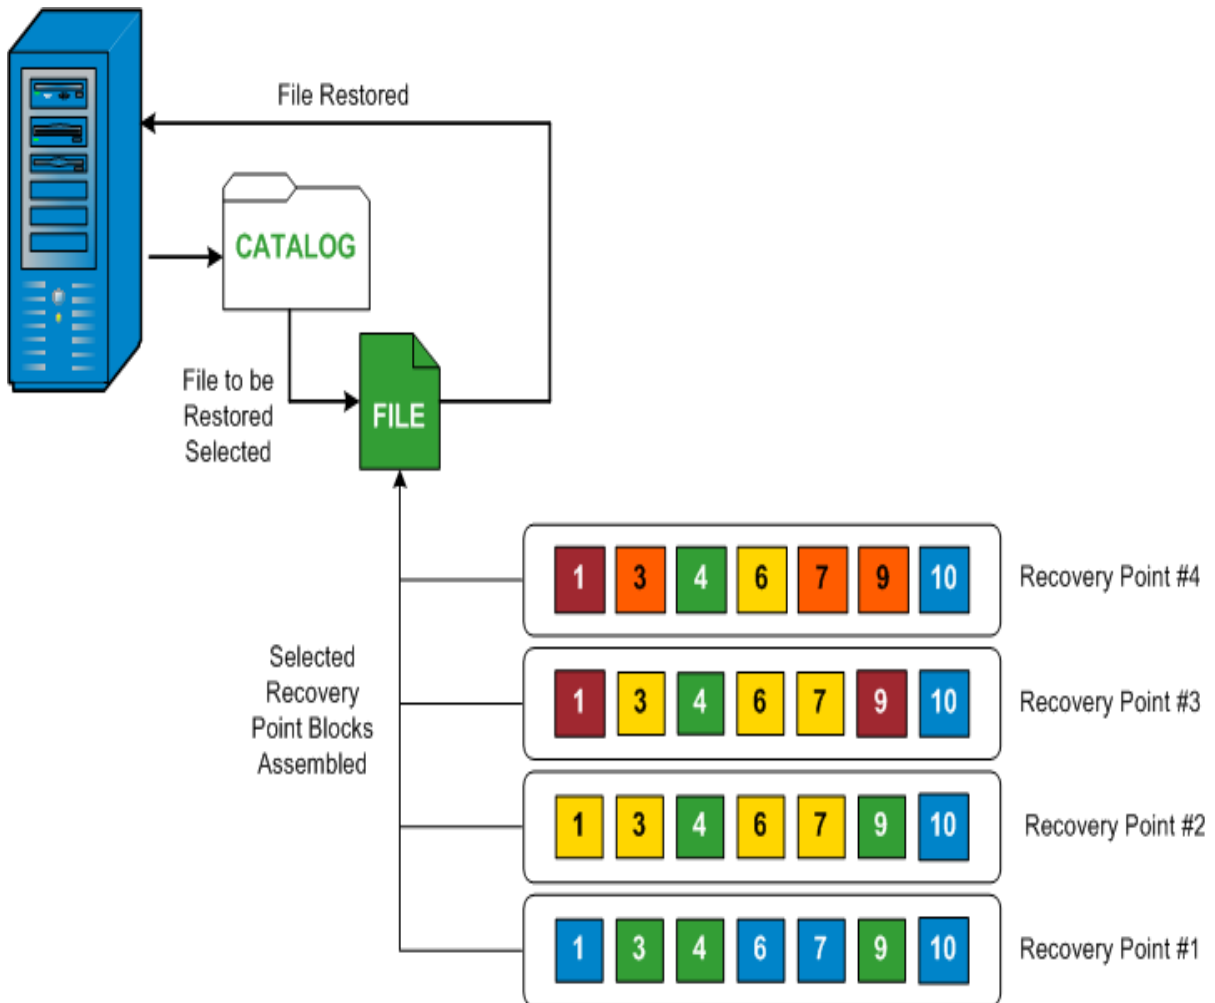 File Restored
CATALOG
File to be
Restored
Selected
FILE
1 3 4 6 7 9 10
Recovery Point #4
Selected
Recovery
Point Blocks
Assembled
1 3 4 6 7 9 10
Recovery Point #3
1 3 4 6 7 9 10
Recovery Point #2
1 3 4 6 7 9 10
Recovery Point #1